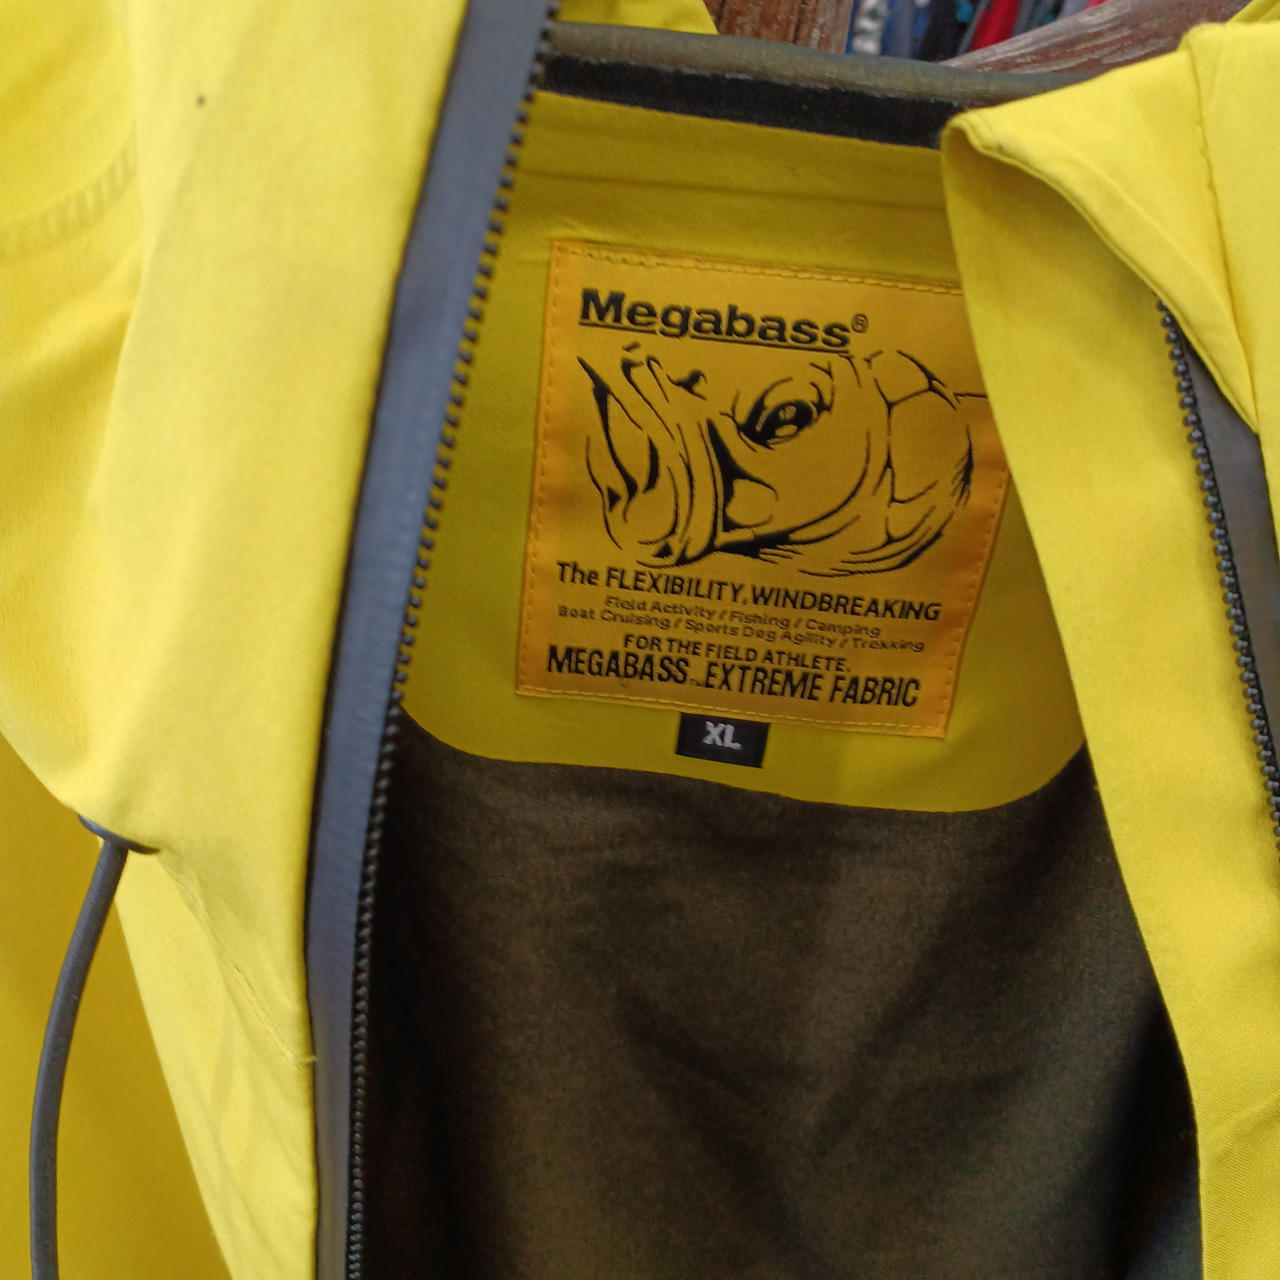 Megabass®
The FLEXIBILITY, WINDBREAKING
Field Activity / Fishing / Camping
Boat Cruising / Sports Dog Agility / Trekking
FOR THE FIELD ATHLETE.
MEGABASS™ EXTREME FABRIC
XL